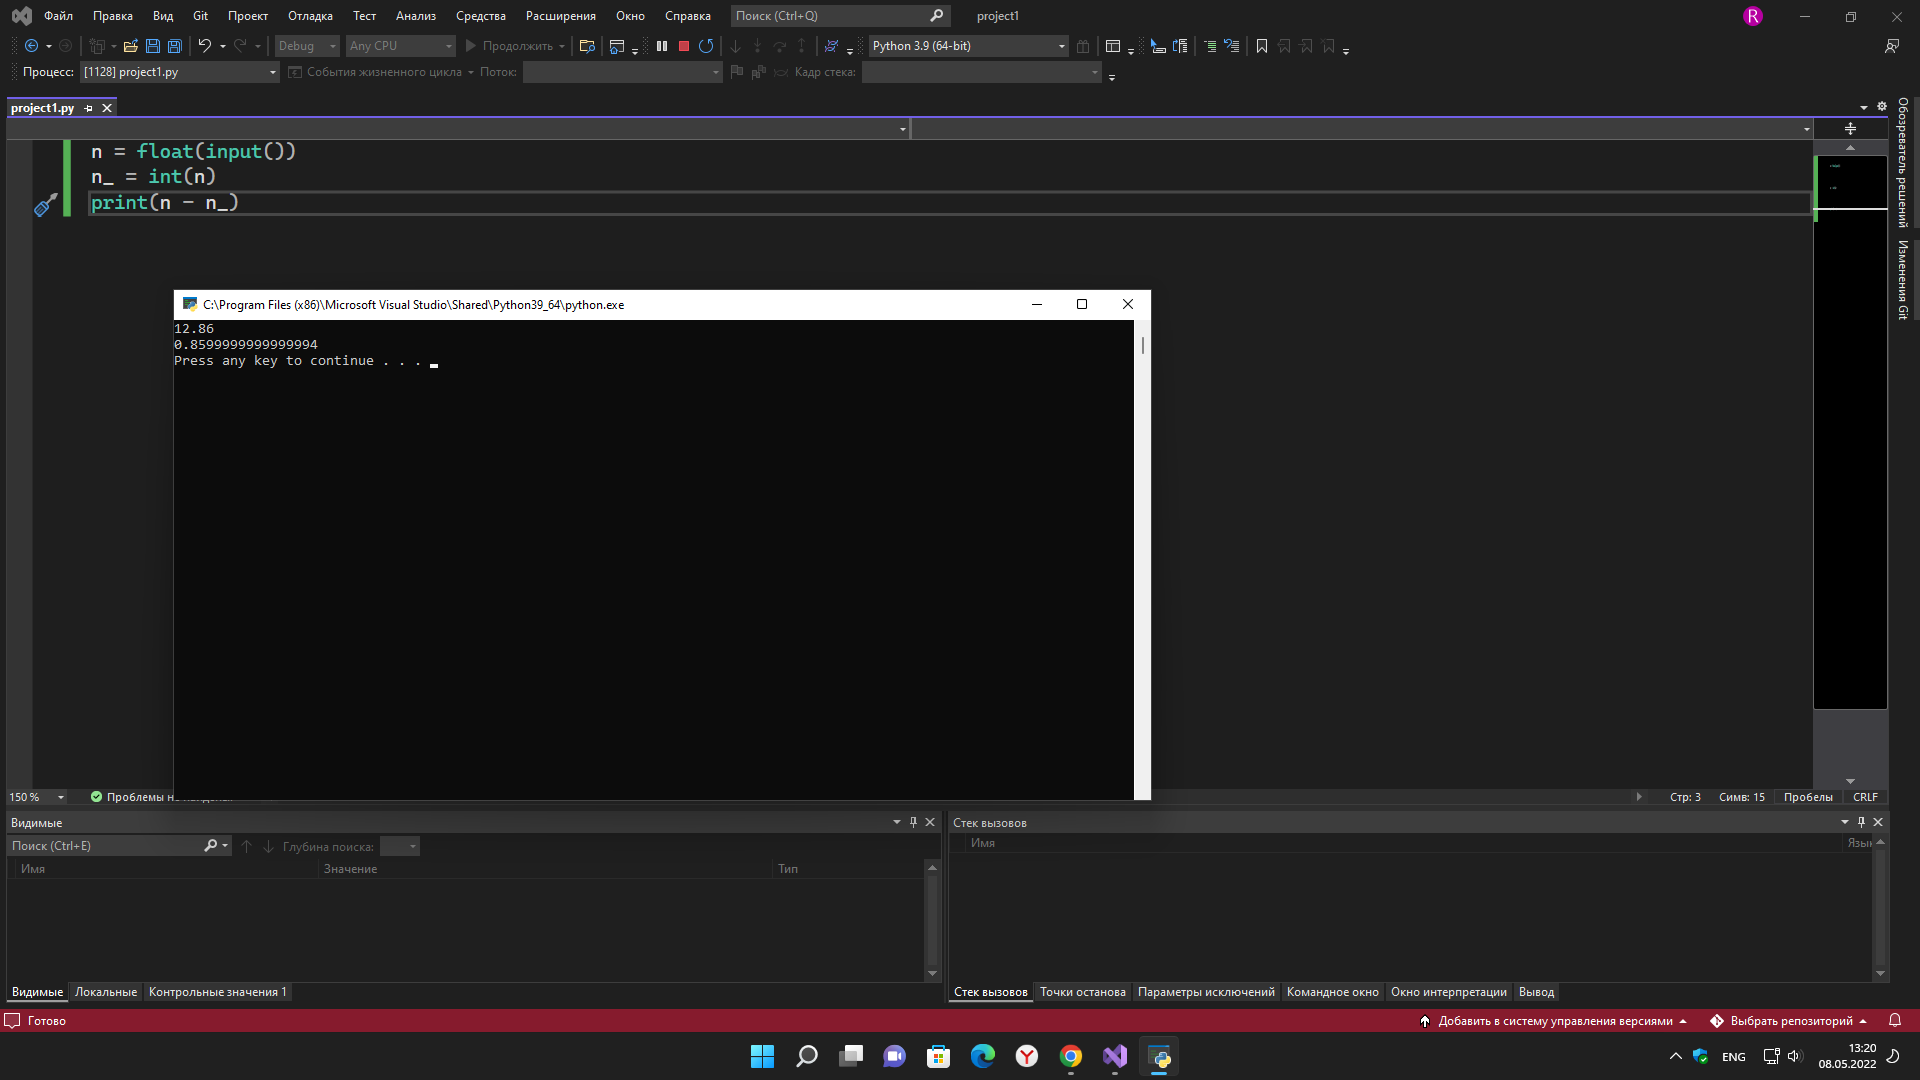 Файл Правка Вид Git Проект Отладка Тест Анализ Средства Расширения Окно Справка Поиск (Ctrl+Q) project1 R
Debug Any CPU Продолжить Python 3.9 (64-bit)
Процесс: [1128] project1.py События жизненного цикла Поток: Кадр стека:
project1.py
n = float(input())
n_ = int(n)
print(n - n_)
C:\Program Files (x86)\Microsoft Visual Studio\Shared\Python39_64\python.exe
12.86
0.8599999999999994
Press any key to continue . . .
Обозреватель решений
Изменения Git
150 % Проблемы Стр: 3 Симв: 15 Пробелы CRLF
Видимые
Поиск (Ctrl+E) Глубина поиска:
Имя Значение Тип
Видимые Локальные Контрольные значения 1
Стек вызовов
Имя Язык
Стек вызовов Точки останова Параметры исключений Командное окно Окно интерпретации Вывод
Готово Добавить в систему управления версиями Выбрать репозиторий
ENG 13:20
08.05.2022